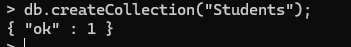 > db.createCollection("Students");
{ "ok" : 1 }
>